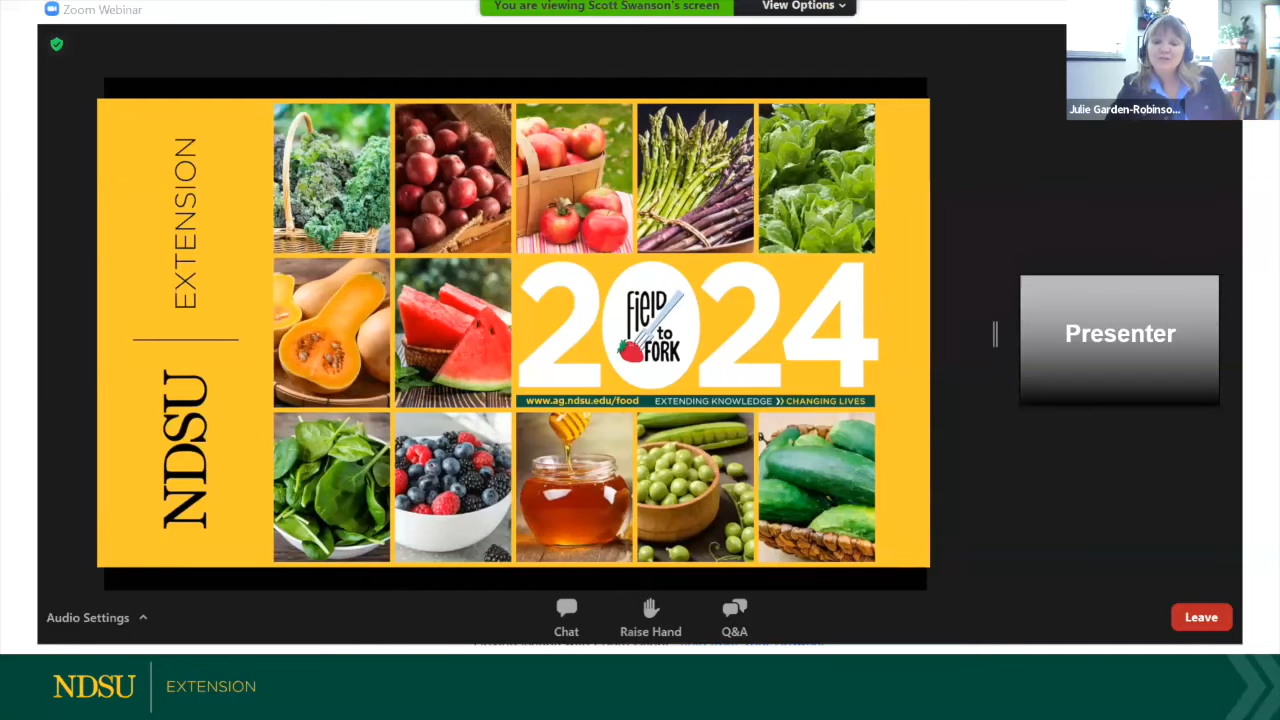 Zoom Webinar
You are viewing Scott Swanson's screen
View Options
Julie Garden-Robinso...
EXTENSION
NDSU
2024
FiElD
to
FORK
www.ag.ndsu.edu/food
EXTENDING KNOWLEDGE CHANGING LIVES
Presenter
Audio Settings
Chat
Raise Hand
Q&A
Leave
NDSU
EXTENSION